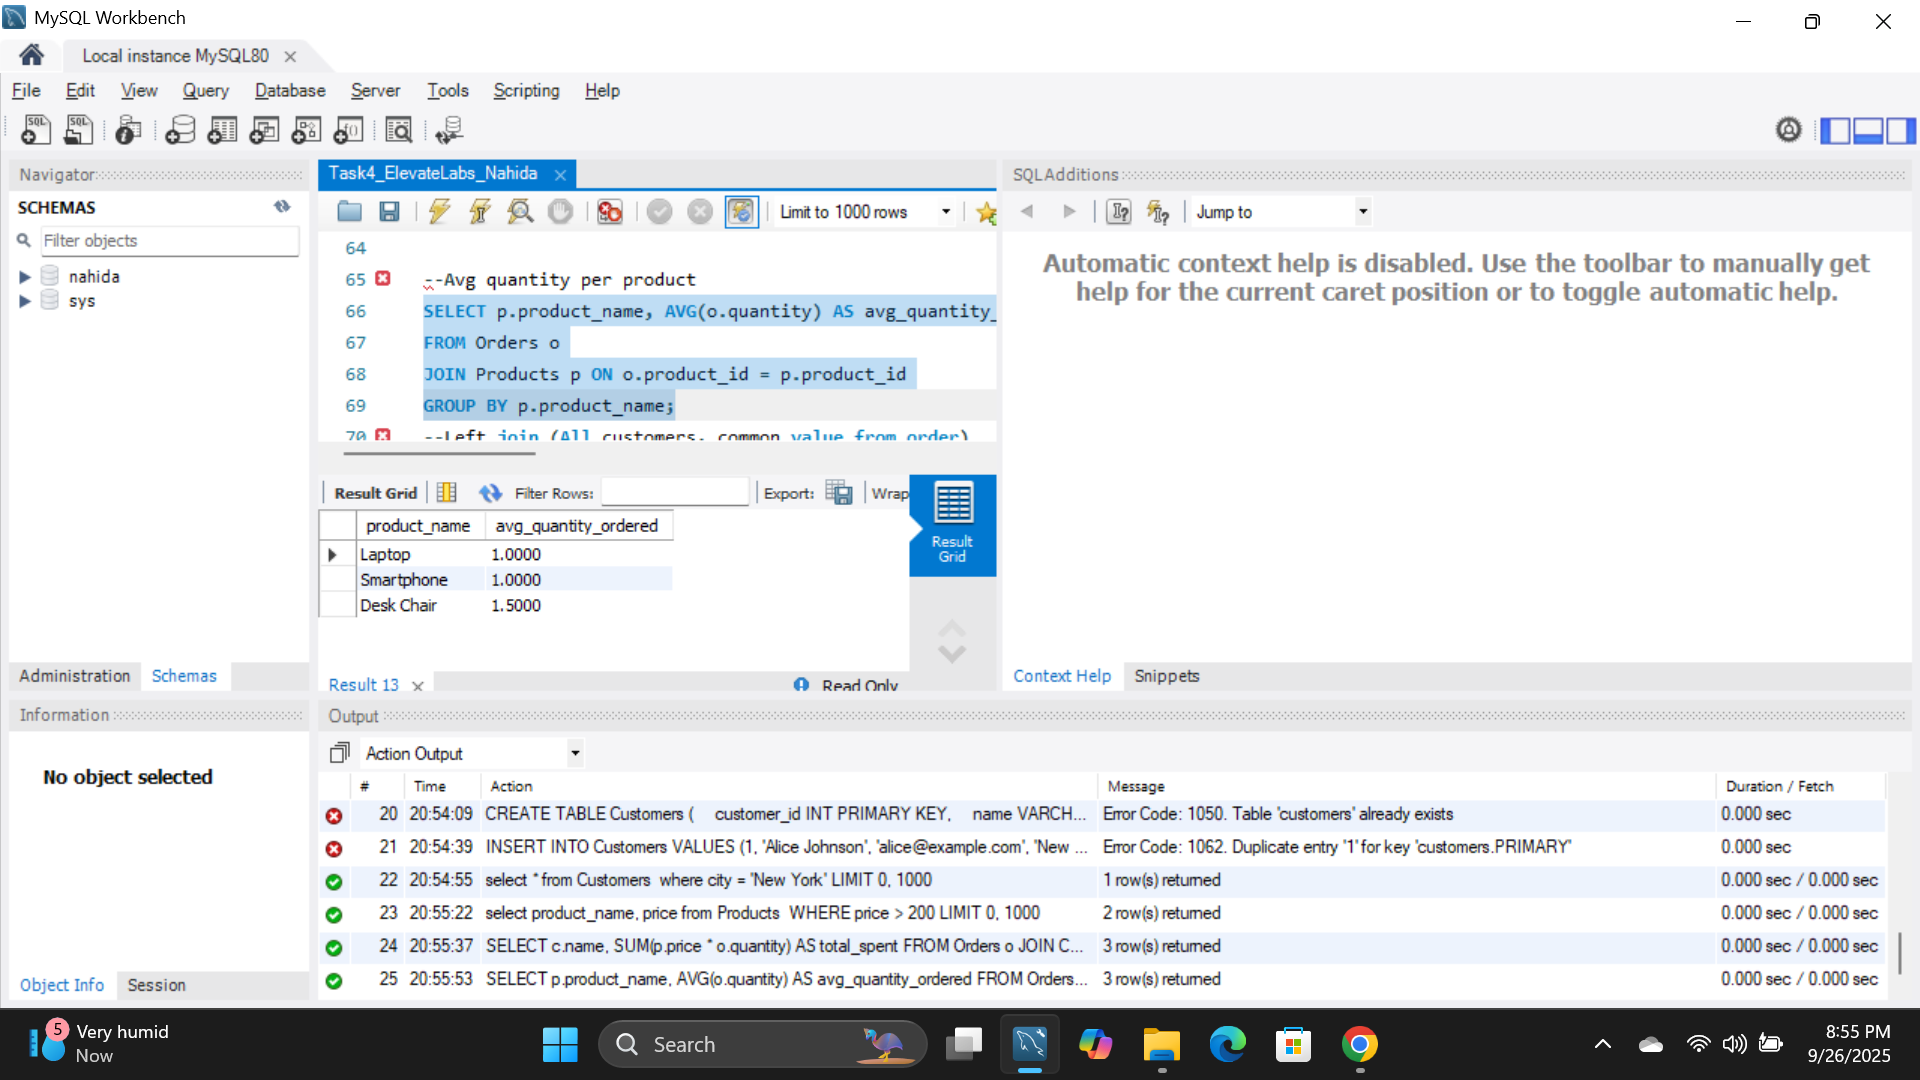 MySQL Workbench
Local instance MySQL80
File Edit View Query Database Server Tools Scripting Help
Navigator
SCHEMAS
Filter objects
nahida
sys
Administration Schemas
Information
No object selected
Object Info Session
Task4_ElevateLabs_Nahida
Limit to 1000 rows
64
65 --Avg quantity per product
66 SELECT p.product_name, AVG(o.quantity) AS avg_quantity_
67 FROM Orders o
68 JOIN Products p ON o.product_id = p.product_id
69 GROUP BY p.product_name;
70 --Left join (All customers, common value from order)
Result Grid Filter Rows: Export: Wrap
product_name avg_quantity_ordered
Laptop 1.0000
Smartphone 1.0000
Desk Chair 1.5000
Result
Grid
Result 13 Read Only
SQLAdditions
Jump to
Automatic context help is disabled. Use the toolbar to manually get
help for the current caret position or to toggle automatic help.
Context Help Snippets
Output
Action Output
# Time Action Message Duration / Fetch
20 20:54:09 CREATE TABLE Customers ( customer_id INT PRIMARY KEY, name VARCH... Error Code: 1050. Table 'customers' already exists 0.000 sec
21 20:54:39 INSERT INTO Customers VALUES (1, 'Alice Johnson', 'alice@example.com', 'New ... Error Code: 1062. Duplicate entry '1' for key 'customers.PRIMARY' 0.000 sec
22 20:54:55 select * from Customers where city = 'New York' LIMIT 0, 1000 1 row(s) returned 0.000 sec / 0.000 sec
23 20:55:22 select product_name, price from Products WHERE price > 200 LIMIT 0, 1000 2 row(s) returned 0.000 sec / 0.000 sec
24 20:55:37 SELECT c.name, SUM(p.price * o.quantity) AS total_spent FROM Orders o JOIN C... 3 row(s) returned 0.000 sec / 0.000 sec
25 20:55:53 SELECT p.product_name, AVG(o.quantity) AS avg_quantity_ordered FROM Orders... 3 row(s) returned 0.000 sec / 0.000 sec
5
Very humid
Now
Search
8:55 PM
9/26/2025